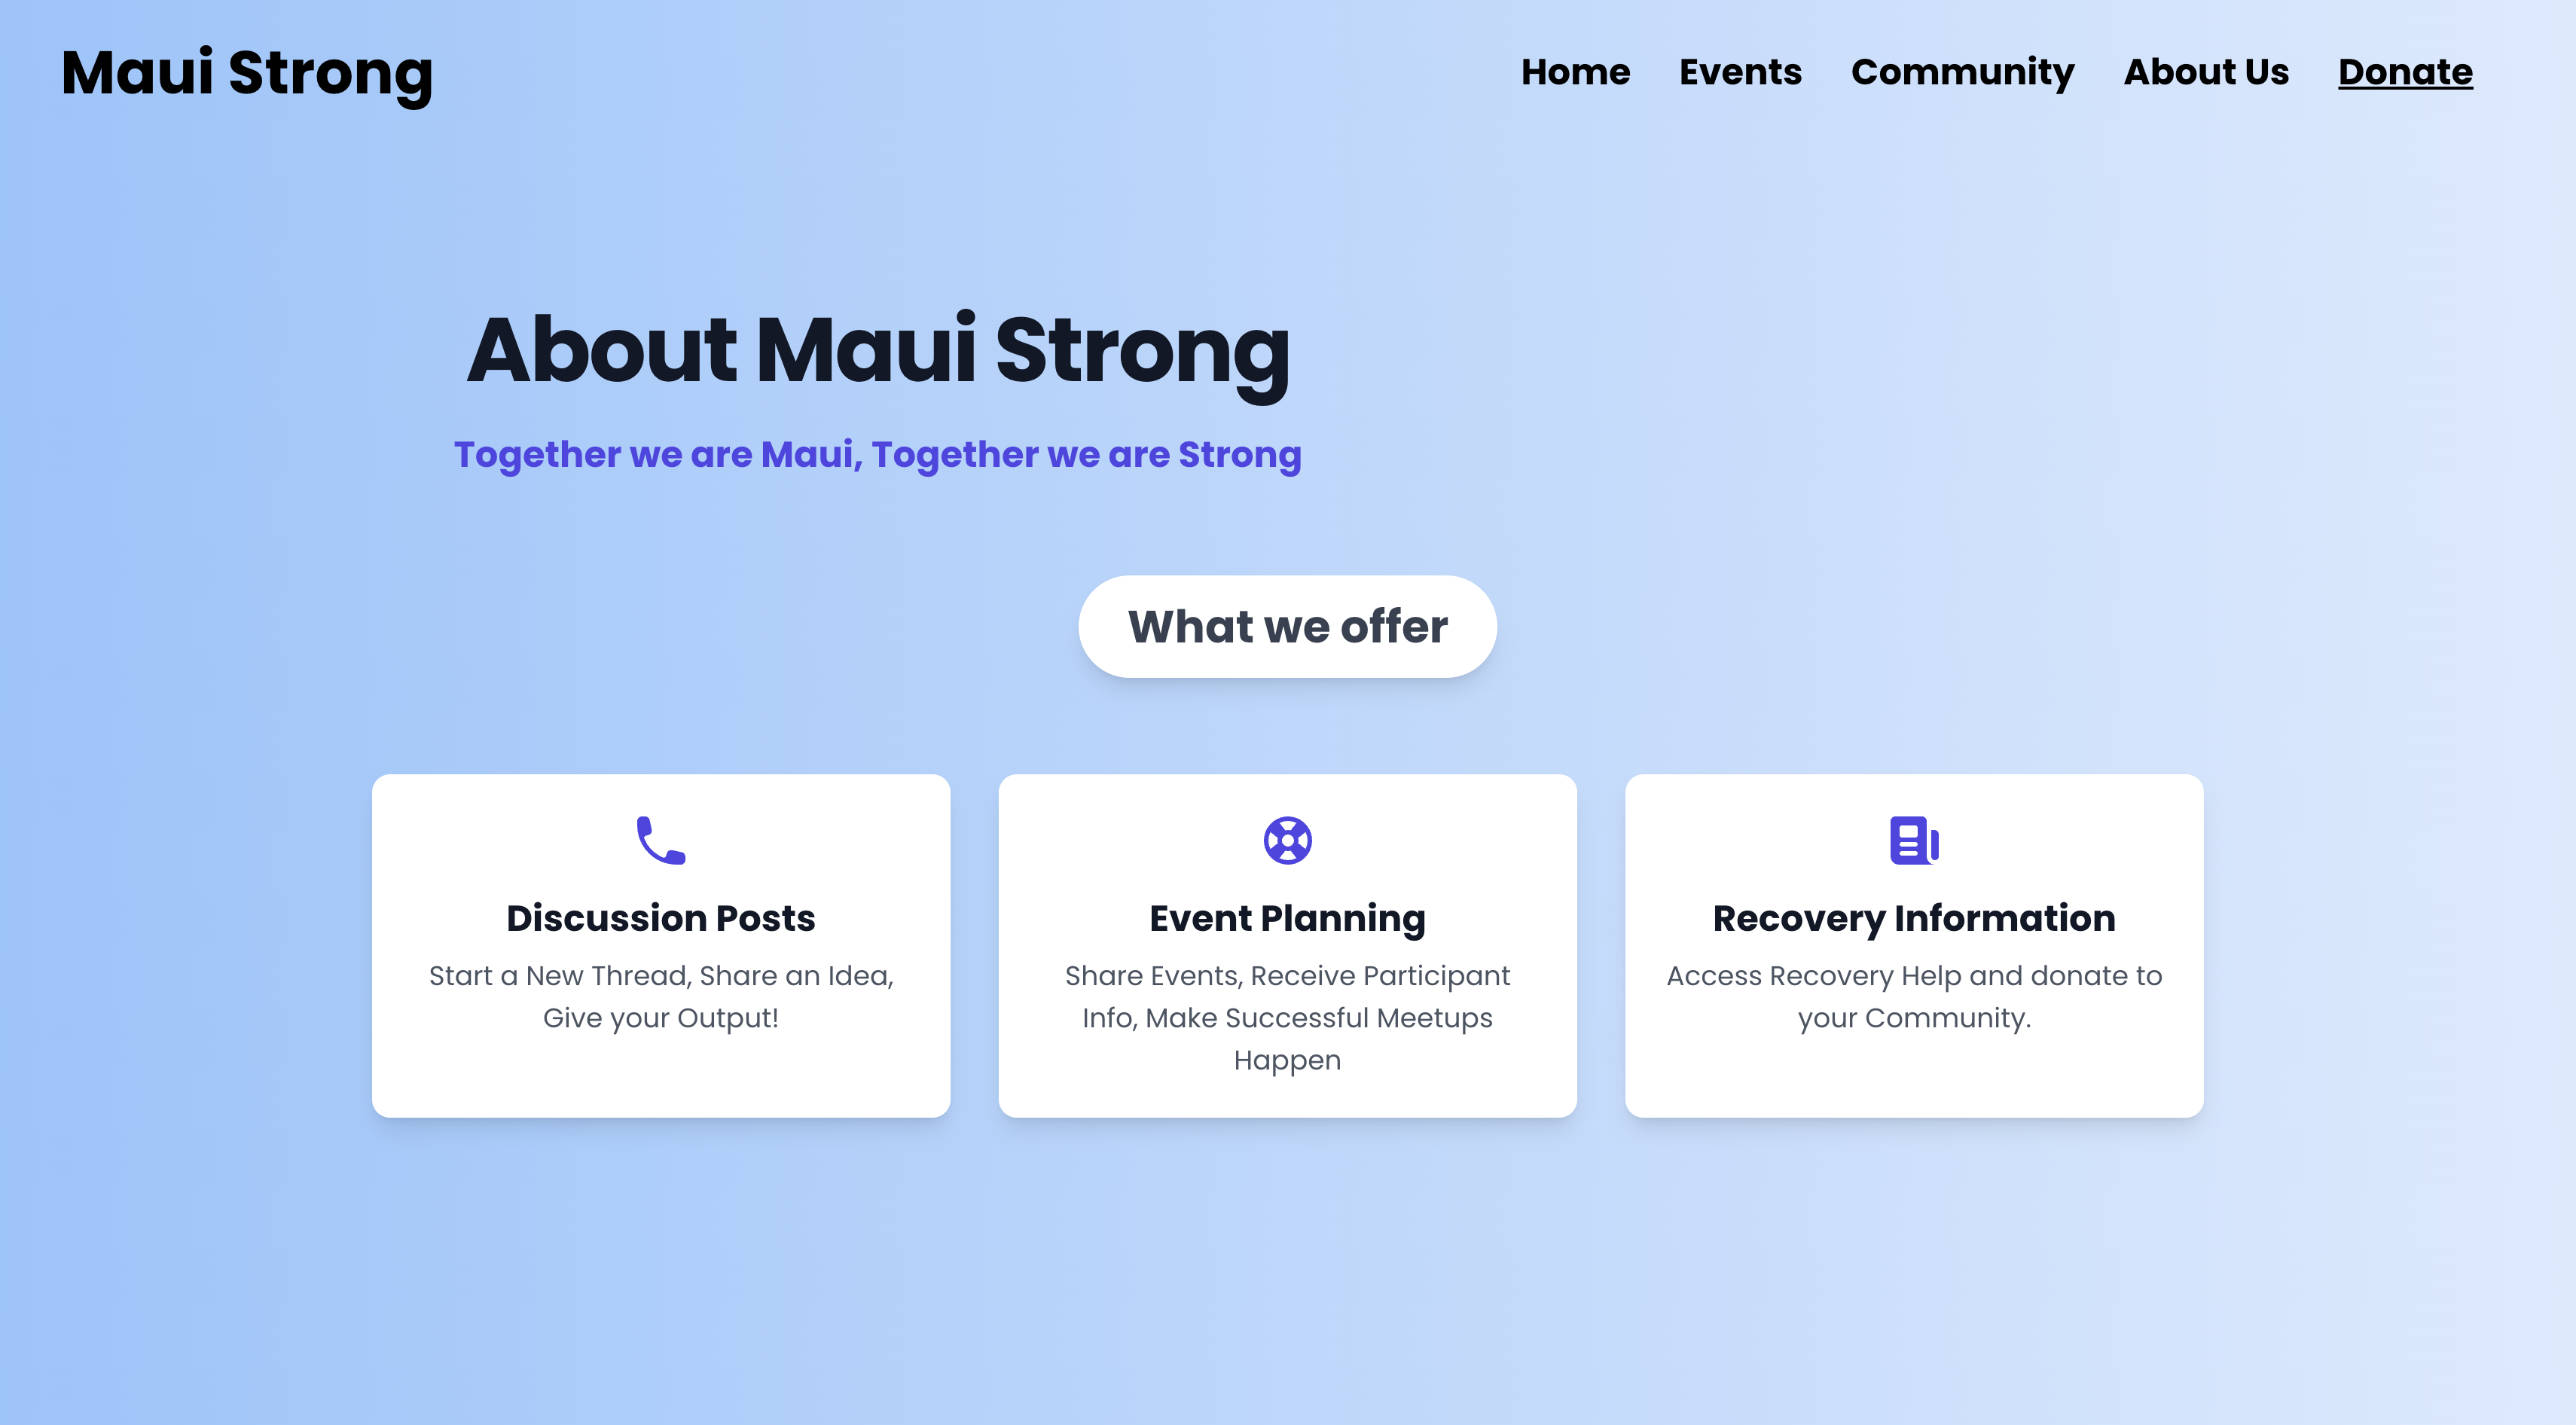 Maui Strong
Home Events Community About Us Donate
About Maui Strong
Together we are Maui, Together we are Strong
What we offer
Discussion Posts
Start a New Thread, Share an Idea,
Give your Output!
Event Planning
Share Events, Receive Participant
Info, Make Successful Meetups
Happen
Recovery Information
Access Recovery Help and donate to
your Community.